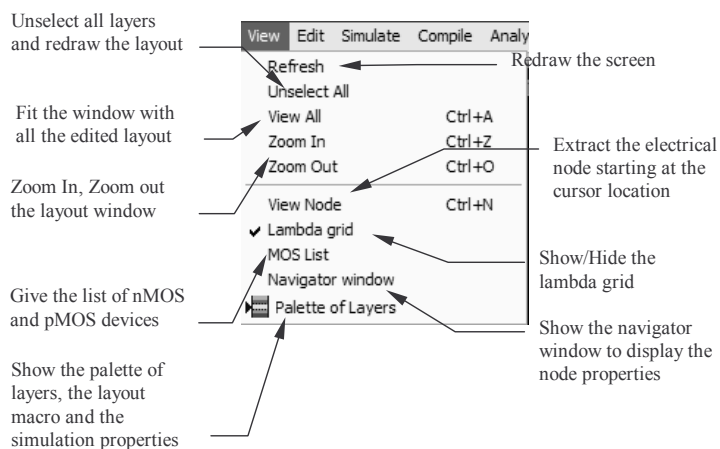 Unselect all layers
and redraw the layout
Fit the window with
all the edited layout
Zoom In, Zoom out
the layout window
Give the list of nMOS
and pMOS devices
Show the palette of
layers, the layout
macro and the
simulation properties
View Edit Simulate Compile Analy
Refresh
Unselect All
View All Ctrl+A
Zoom In Ctrl+Z
Zoom Out Ctrl+O
View Node Ctrl+N
Lambda grid
MOS List
Navigator window
Palette of Layers
Redraw the screen
Extract the electrical
node starting at the
cursor location
Show/Hide the
lambda grid
Show the navigator
window to display the
node properties